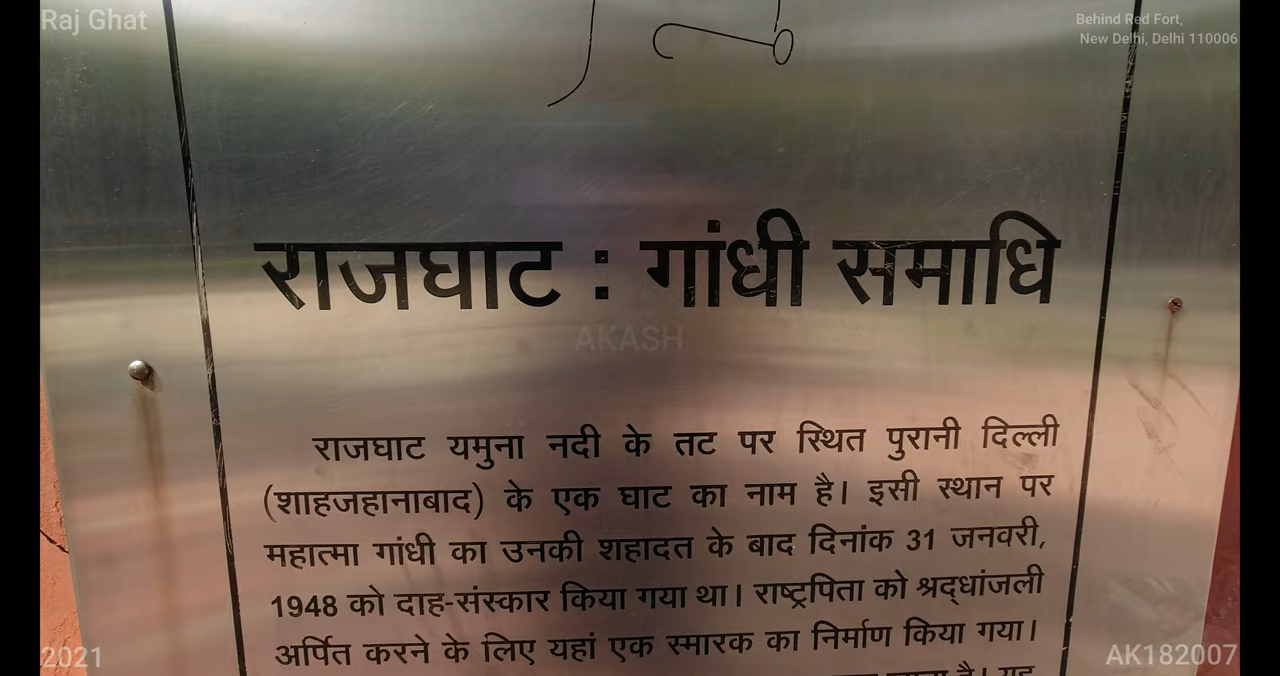 Raj Ghat
Behind Red Fort,
New Delhi, Delhi 110006
राजघाट : गांधी समाधि
AKASH
राजघाट यमुना नदी के तट पर स्थित पुरानी दिल्ली
(शाहजहानाबाद) के एक घाट का नाम है। इसी स्थान पर
महात्मा गांधी का उनकी शहादत के बाद दिनांक 31 जनवरी,
1948 को दाह-संस्कार किया गया था। राष्ट्रपिता को श्रद्धांजली
अर्पित करने के लिए यहां एक स्मारक का निर्माण किया गया।
है। यह
2021
AK182007